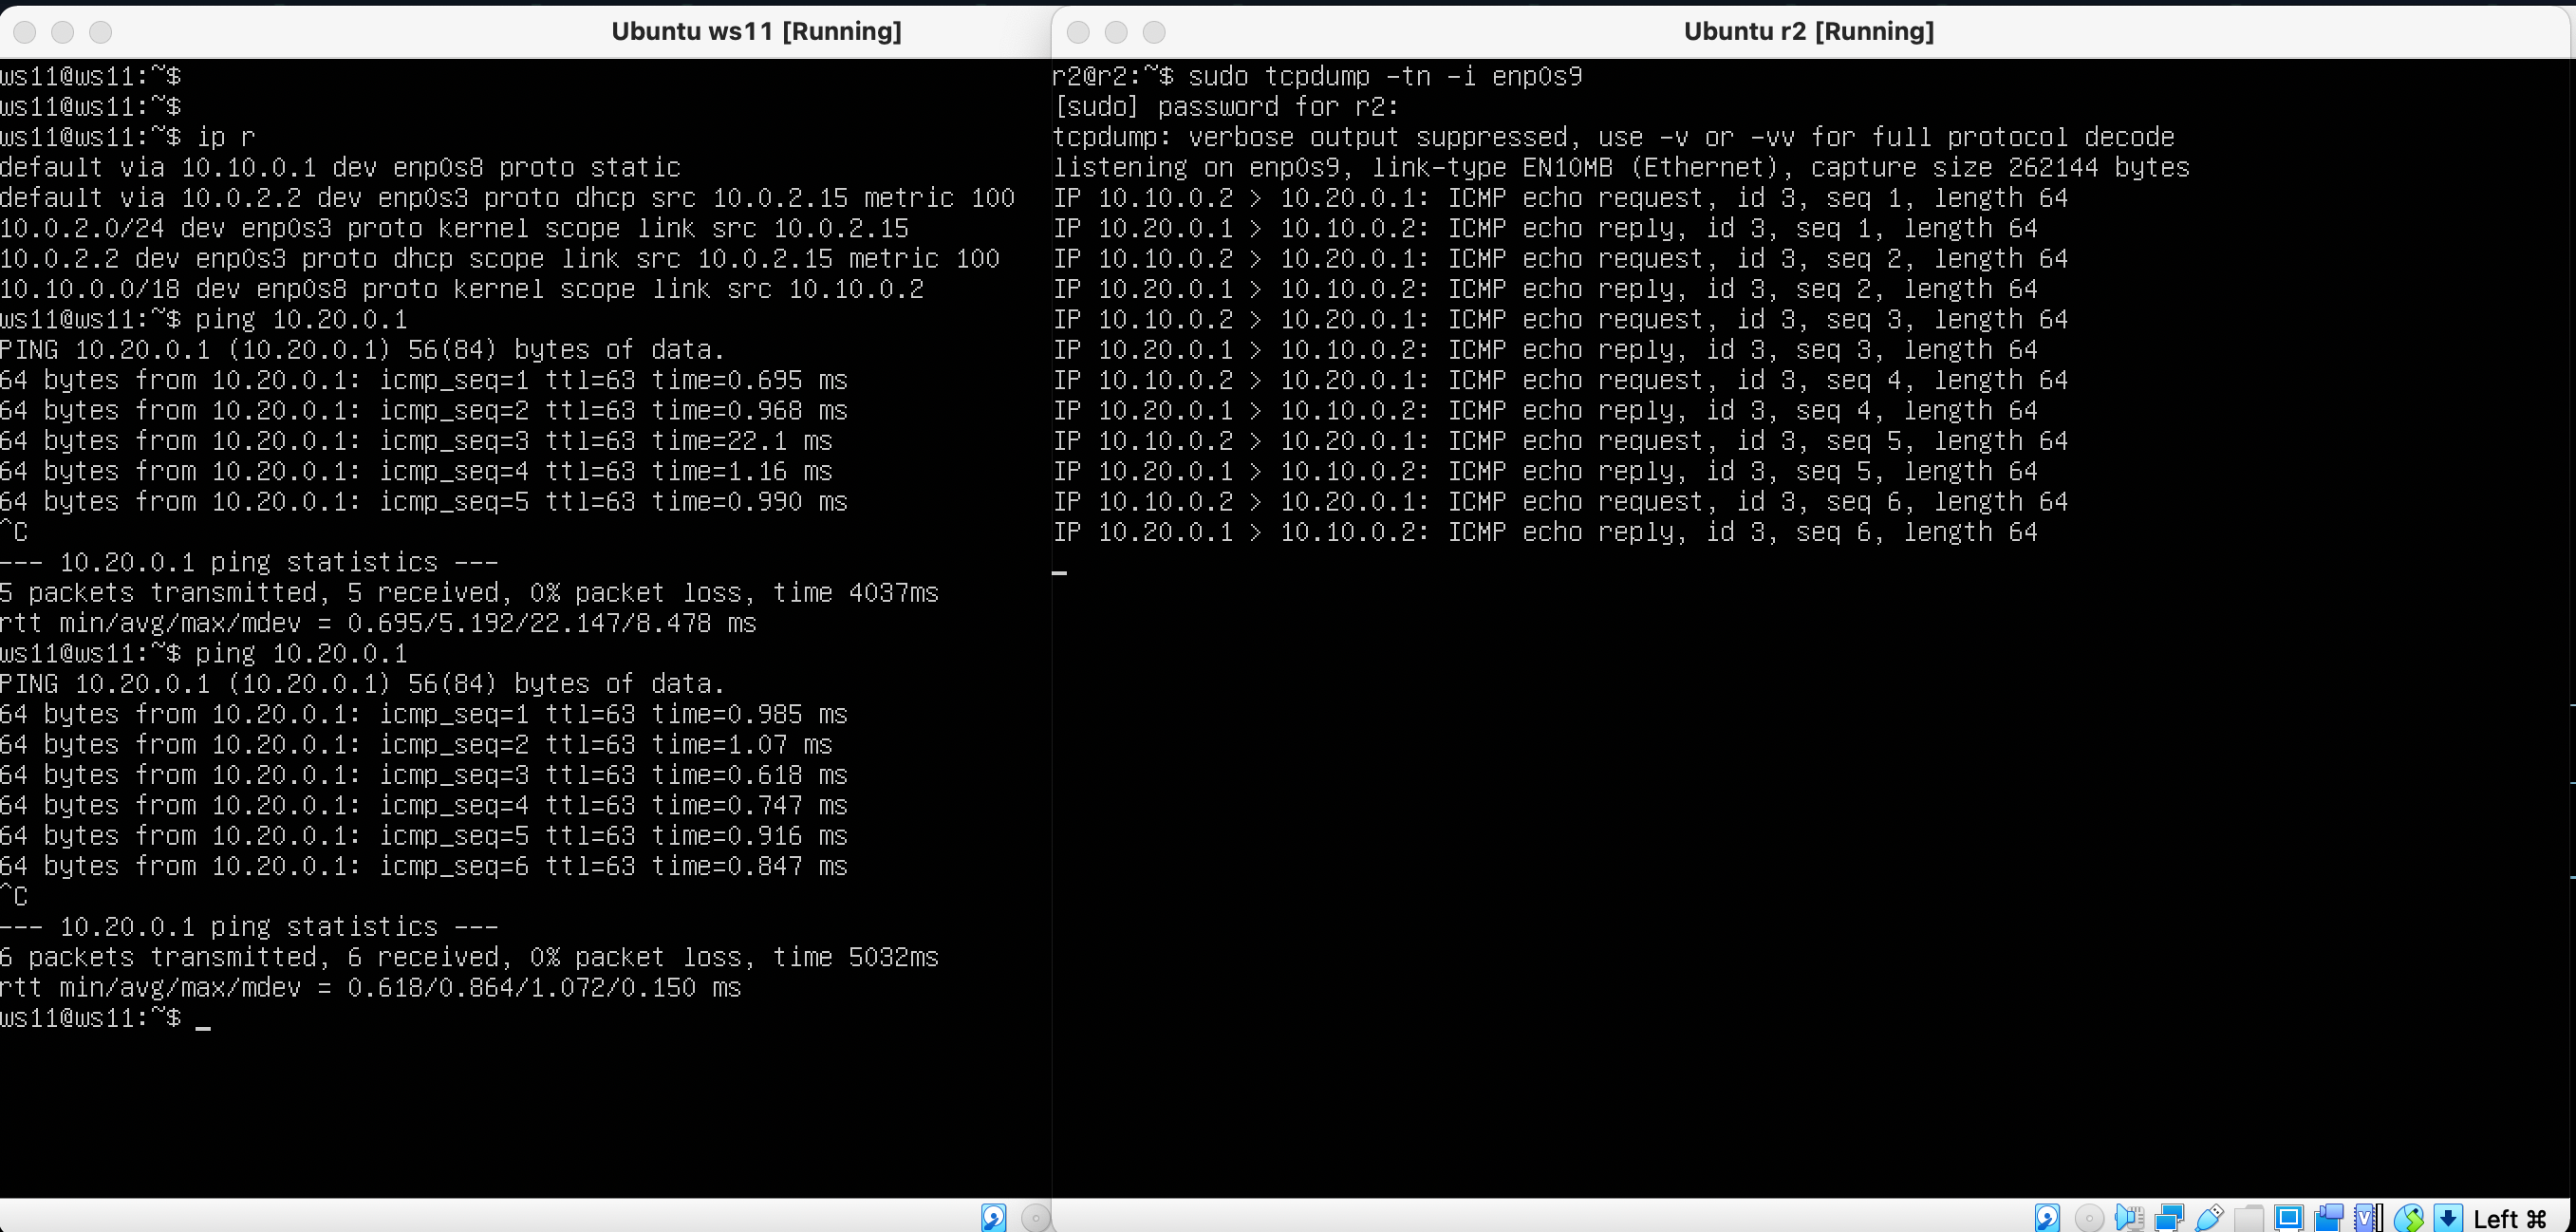 Ubuntu ws11 [Running]
ws11@ws11:~$
ws11@ws11:~$
ws11@ws11:~$ ip r
default via 10.10.0.1 dev enp0s8 proto static
default via 10.0.2.2 dev enp0s3 proto dhcp src 10.0.2.15 metric 100
10.0.2.0/24 dev enp0s3 proto kernel scope link src 10.0.2.15
10.0.2.2 dev enp0s3 proto dhcp scope link src 10.0.2.15 metric 100
10.10.0.0/18 dev enp0s8 proto kernel scope link src 10.10.0.2
ws11@ws11:~$ ping 10.20.0.1
PING 10.20.0.1 (10.20.0.1) 56(84) bytes of data.
64 bytes from 10.20.0.1: icmp_seq=1 ttl=63 time=0.695 ms
64 bytes from 10.20.0.1: icmp_seq=2 ttl=63 time=0.968 ms
64 bytes from 10.20.0.1: icmp_seq=3 ttl=63 time=22.1 ms
64 bytes from 10.20.0.1: icmp_seq=4 ttl=63 time=1.16 ms
64 bytes from 10.20.0.1: icmp_seq=5 ttl=63 time=0.990 ms
^C
--- 10.20.0.1 ping statistics ---
5 packets transmitted, 5 received, 0% packet loss, time 4037ms
rtt min/avg/max/mdev = 0.695/5.192/22.147/8.478 ms
ws11@ws11:~$ ping 10.20.0.1
PING 10.20.0.1 (10.20.0.1) 56(84) bytes of data.
64 bytes from 10.20.0.1: icmp_seq=1 ttl=63 time=0.985 ms
64 bytes from 10.20.0.1: icmp_seq=2 ttl=63 time=1.07 ms
64 bytes from 10.20.0.1: icmp_seq=3 ttl=63 time=0.618 ms
64 bytes from 10.20.0.1: icmp_seq=4 ttl=63 time=0.747 ms
64 bytes from 10.20.0.1: icmp_seq=5 ttl=63 time=0.916 ms
64 bytes from 10.20.0.1: icmp_seq=6 ttl=63 time=0.847 ms
^C
--- 10.20.0.1 ping statistics ---
6 packets transmitted, 6 received, 0% packet loss, time 5032ms
rtt min/avg/max/mdev = 0.618/0.864/1.072/0.150 ms
ws11@ws11:~$ _
Ubuntu r2 [Running]
r2@r2:~$ sudo tcpdump -tn -i enp0s9
[sudo] password for r2:
tcpdump: verbose output suppressed, use -v or -vv for full protocol decode
listening on enp0s9, link-type EN10MB (Ethernet), capture size 262144 bytes
IP 10.10.0.2 > 10.20.0.1: ICMP echo request, id 3, seq 1, length 64
IP 10.20.0.1 > 10.10.0.2: ICMP echo reply, id 3, seq 1, length 64
IP 10.10.0.2 > 10.20.0.1: ICMP echo request, id 3, seq 2, length 64
IP 10.20.0.1 > 10.10.0.2: ICMP echo reply, id 3, seq 2, length 64
IP 10.10.0.2 > 10.20.0.1: ICMP echo request, id 3, seq 3, length 64
IP 10.20.0.1 > 10.10.0.2: ICMP echo reply, id 3, seq 3, length 64
IP 10.10.0.2 > 10.20.0.1: ICMP echo request, id 3, seq 4, length 64
IP 10.20.0.1 > 10.10.0.2: ICMP echo reply, id 3, seq 4, length 64
IP 10.10.0.2 > 10.20.0.1: ICMP echo request, id 3, seq 5, length 64
IP 10.20.0.1 > 10.10.0.2: ICMP echo reply, id 3, seq 5, length 64
IP 10.10.0.2 > 10.20.0.1: ICMP echo request, id 3, seq 6, length 64
IP 10.20.0.1 > 10.10.0.2: ICMP echo reply, id 3, seq 6, length 64
_
Left ⌘